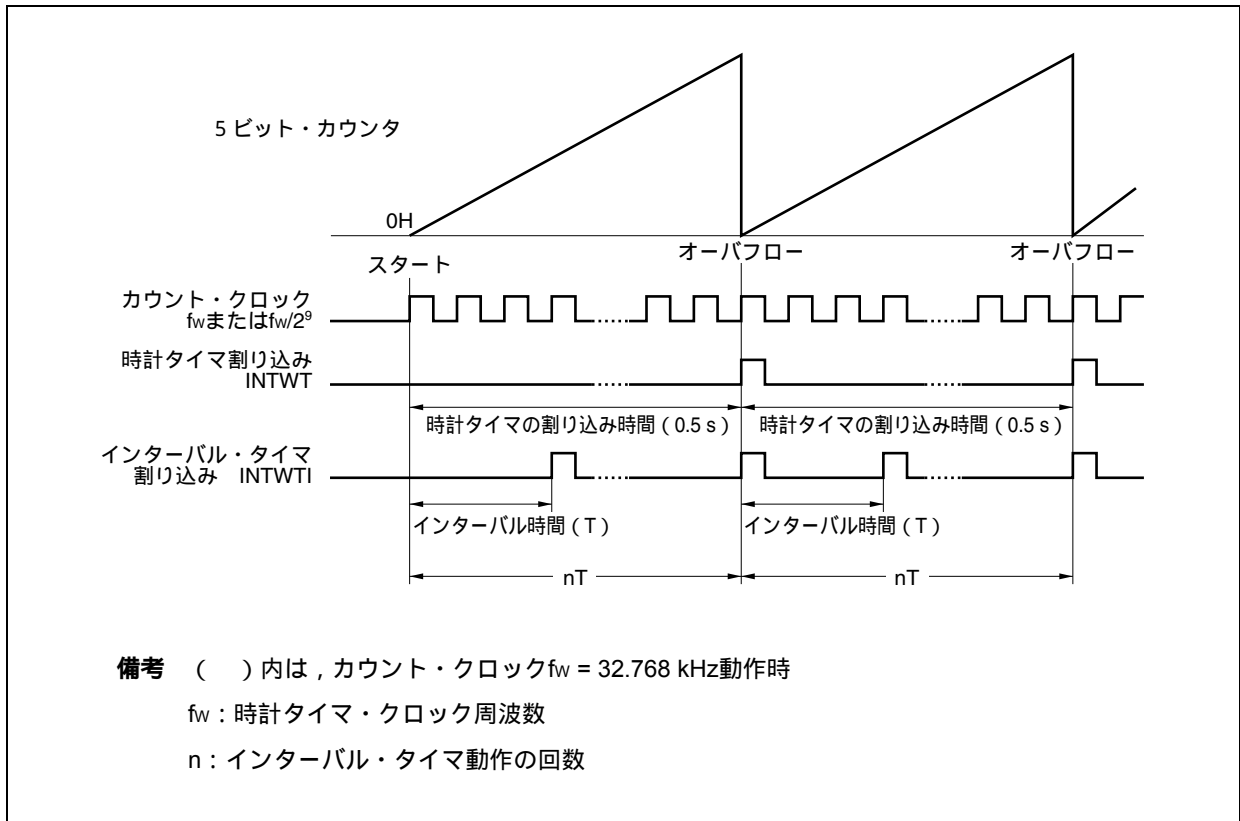 5 ビット・カウンタ
0H
スタート
オーバフロー
オーバフロー
カウント・クロック
fwまたはfw/2⁹
時計タイマ割り込み
INTWT
時計タイマの割り込み時間（0.5 s）
時計タイマの割り込み時間（0.5 s）
インターバル・タイマ
割り込み　INTWTI
インターバル時間（T）
インターバル時間（T）
nT
nT
備考　（　）内は，カウント・クロックfw = 32.768 kHz動作時
fw：時計タイマ・クロック周波数
n：インターバル・タイマ動作の回数